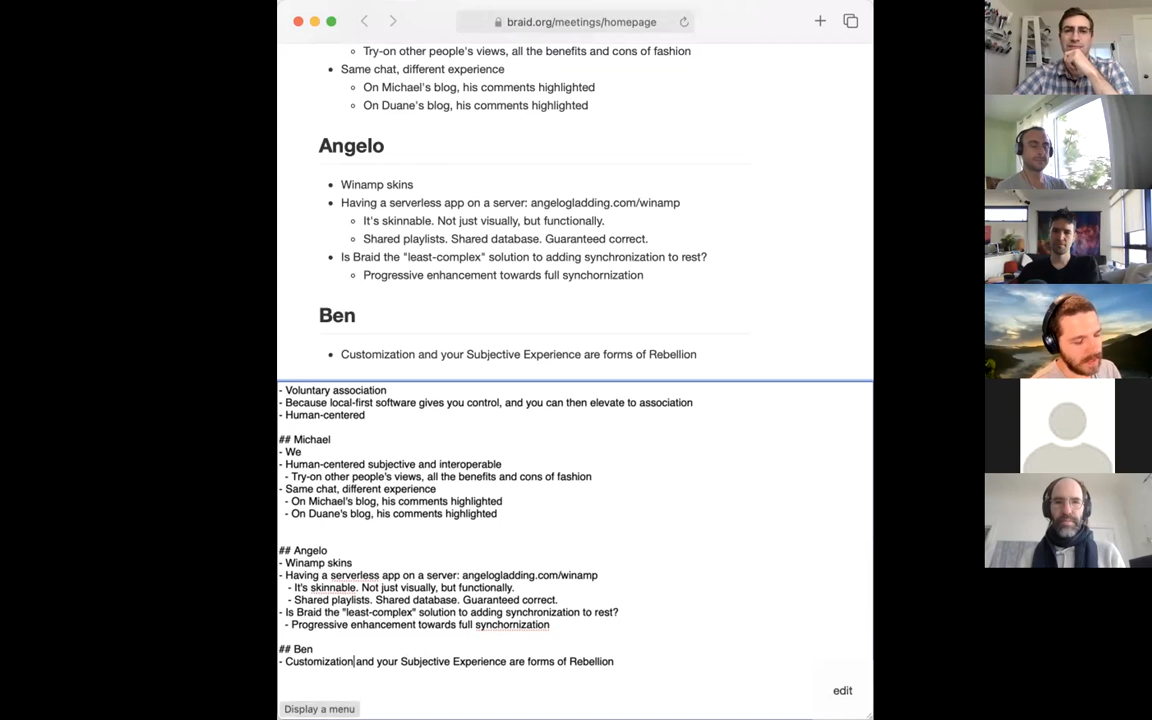 braid.org/meetings/homepage
Try-on other people's views, all the benefits and cons of fashion
Same chat, different experience
On Michael's blog, his comments highlighted
On Duane's blog, his comments highlighted
Angelo
Winamp skins
Having a serverless app on a server: angelogladding.com/winamp
It's skinnable. Not just visually, but functionally.
Shared playlists. Shared database. Guaranteed correct.
Is Braid the "least-complex" solution to adding synchronization to rest?
Progressive enhancement towards full synchornization
Ben
Customization and your Subjective Experience are forms of Rebellion
- Voluntary association
- Because local-first software gives you control, and you can then elevate to association
- Human-centered
## Michael
- We
- Human-centered subjective and interoperable
- Try-on other people's views, all the benefits and cons of fashion
- Same chat, different experience
- On Michael's blog, his comments highlighted
- On Duane's blog, his comments highlighted
## Angelo
- Winamp skins
- Having a serverless app on a server: angelogladding.com/winamp
- It's skinnable. Not just visually, but functionally.
- Shared playlists. Shared database. Guaranteed correct.
- Is Braid the "least-complex" solution to adding synchronization to rest?
- Progressive enhancement towards full synchornization
## Ben
- Customization and your Subjective Experience are forms of Rebellion
edit
Display a menu